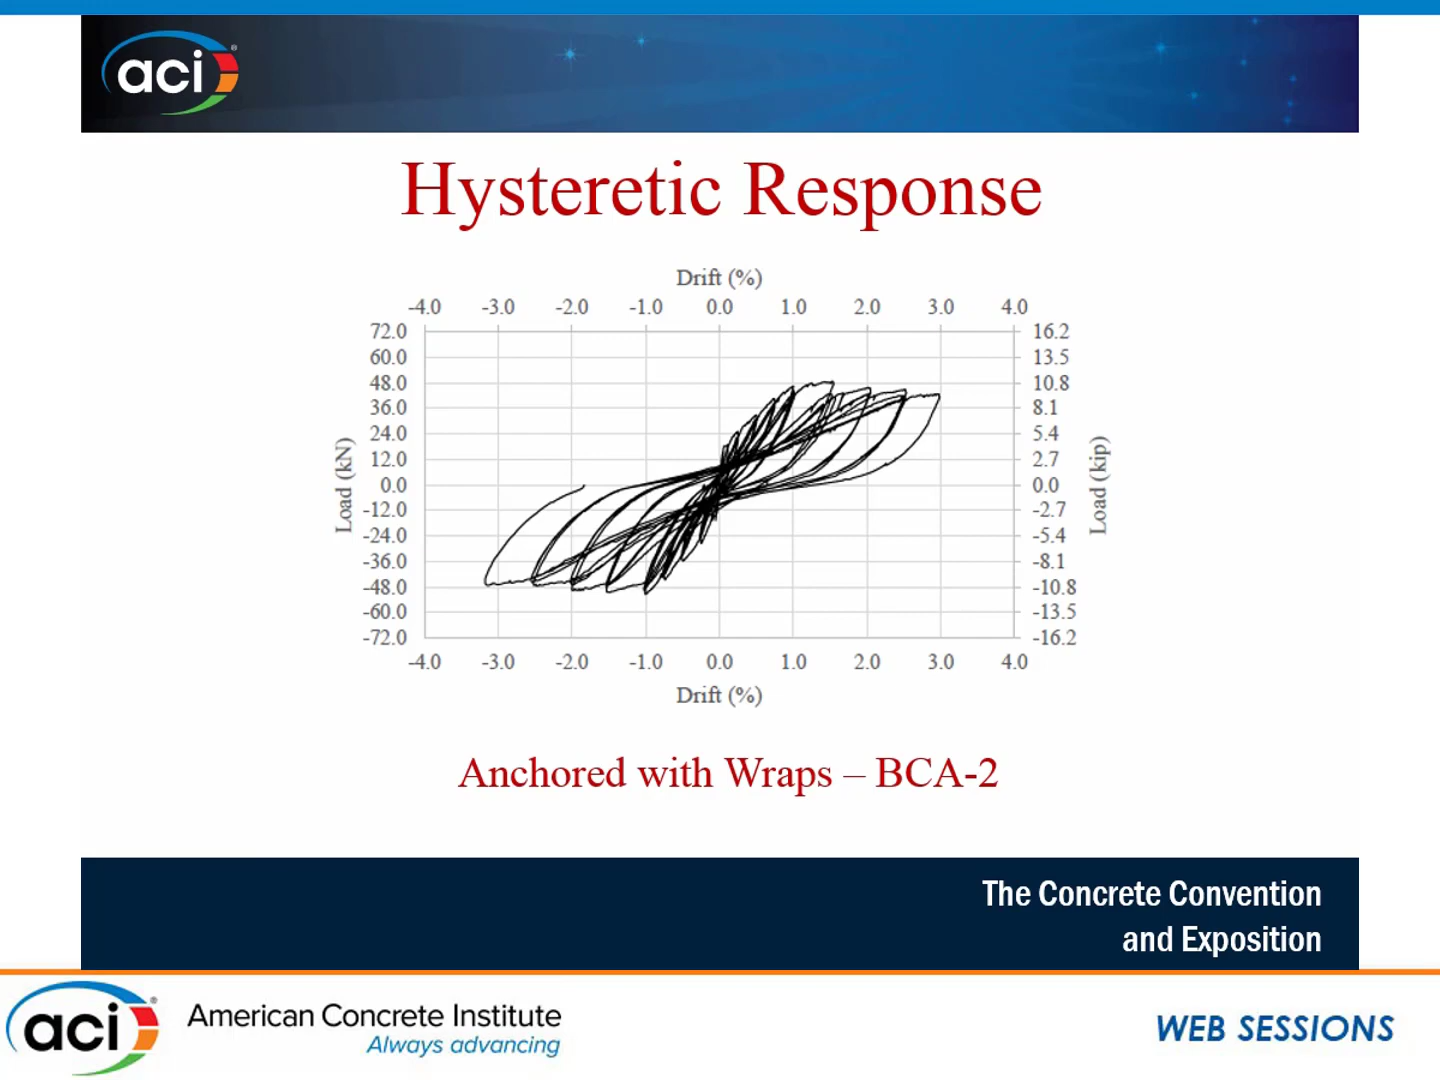 aci
Hysteretic Response
Drift (%)
-4.0 -3.0 -2.0 -1.0 0.0 1.0 2.0 3.0 4.0
72.0 16.2
60.0 13.5
48.0 10.8
36.0 8.1
24.0 5.4
12.0 2.7
0.0 0.0
-12.0 -2.7
-24.0 -5.4
-36.0 -8.1
-48.0 -10.8
-60.0 -13.5
-72.0 -16.2
Load (kN)
Load (kip)
-4.0 -3.0 -2.0 -1.0 0.0 1.0 2.0 3.0 4.0
Drift (%)
Anchored with Wraps – BCA-2
The Concrete Convention
and Exposition
aci
American Concrete Institute
Always advancing
WEB SESSIONS